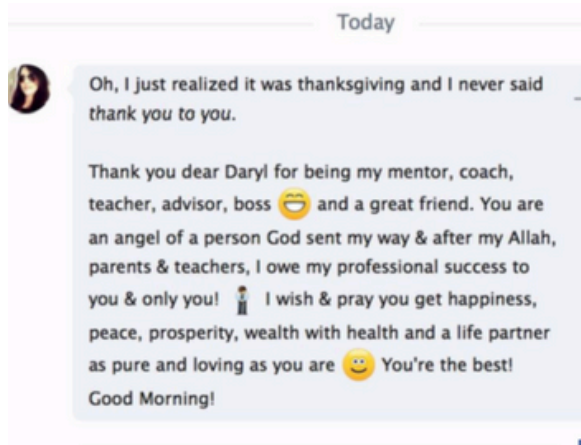 Today
Oh, I just realized it was thanksgiving and I never said
thank you to you.
Thank you dear Daryl for being my mentor, coach,
teacher, advisor, boss 😄 and a great friend. You are
an angel of a person God sent my way & after my Allah,
parents & teachers, I owe my professional success to
you & only you! I wish & pray you get happiness,
peace, prosperity, wealth with health and a life partner
as pure and loving as you are 🙂 You're the best!
Good Morning!